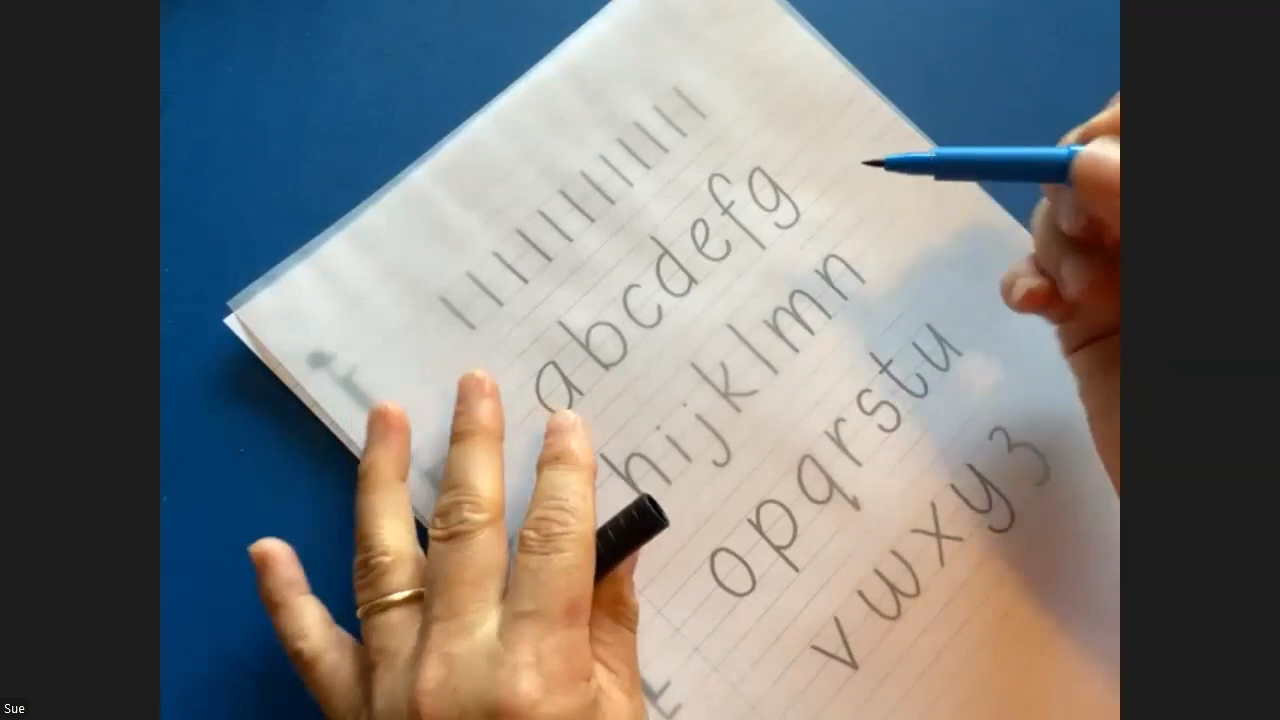 abcdefg
hijklmn
opqrstu
vwxyz
Sue